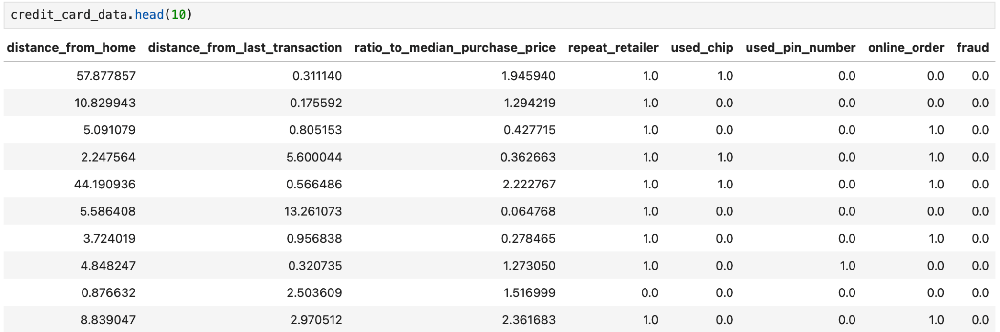 credit_card_data.head(10)
distance_from_home distance_from_last_transaction ratio_to_median_purchase_price repeat_retailer used_chip used_pin_number online_order fraud
57.877857 0.311140 1.945940 1.0 1.0 0.0 0.0 0.0
10.829943 0.175592 1.294219 1.0 0.0 0.0 0.0 0.0
5.091079 0.805153 0.427715 1.0 0.0 0.0 1.0 0.0
2.247564 5.600044 0.362663 1.0 1.0 0.0 1.0 0.0
44.190936 0.566486 2.222767 1.0 1.0 0.0 1.0 0.0
5.586408 13.261073 0.064768 1.0 0.0 0.0 0.0 0.0
3.724019 0.956838 0.278465 1.0 0.0 0.0 1.0 0.0
4.848247 0.320735 1.273050 1.0 0.0 1.0 0.0 0.0
0.876632 2.503609 1.516999 0.0 0.0 0.0 0.0 0.0
8.839047 2.970512 2.361683 1.0 0.0 0.0 1.0 0.0